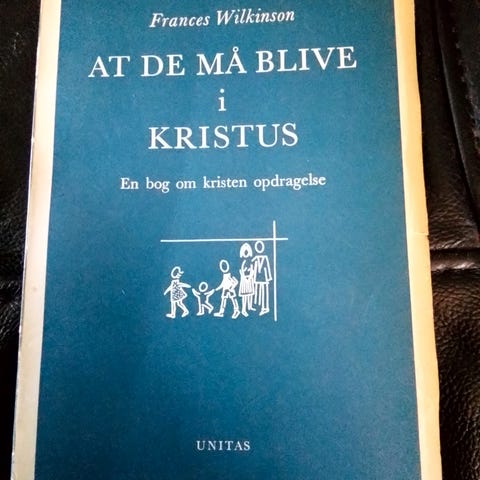 Frances Wilkinson
AT DE MÅ BLIVE
i
KRISTUS
En bog om kristen opdragelse
UNITAS